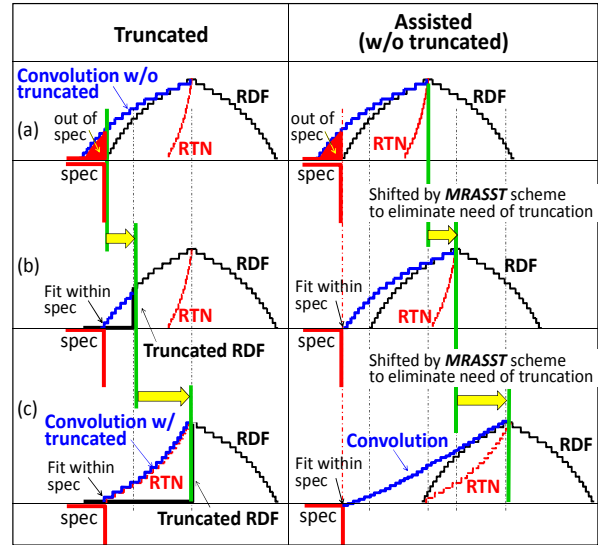 Truncated
Assisted
(w/o truncated)
Convolution w/o
truncated
RDF
(a)
out of
spec
RTN
spec
out of
spec
RTN
RDF
spec
Shifted by MRASST scheme
to eliminate need of truncation
(b)
RDF
Fit within
spec
RTN
spec
Truncated RDF
Fit within
spec
RTN
RDF
spec
Shifted by MRASST scheme
to eliminate need of truncation
(c)
Convolution w/
truncated
RDF
Fit within
spec
RTN
spec
Truncated RDF
Convolution
RDF
Fit within
spec
RTN
spec